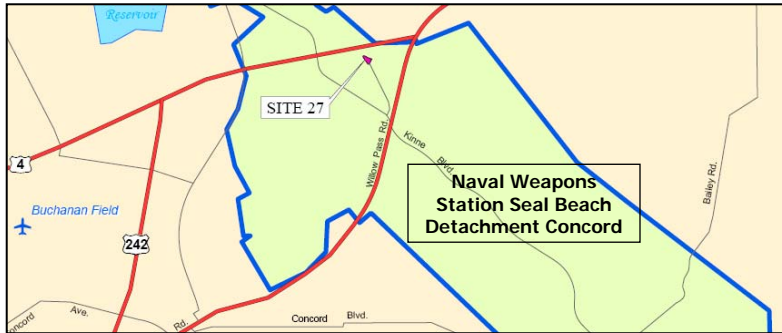 Reservoir
SITE 27
4
Willow Pass Rd.
Kinne Blvd.
Bailey Rd.
Naval Weapons
Station Seal Beach
Detachment Concord
Buchanan Field
242
oncord Ave.
Rd.
Concord Blvd.